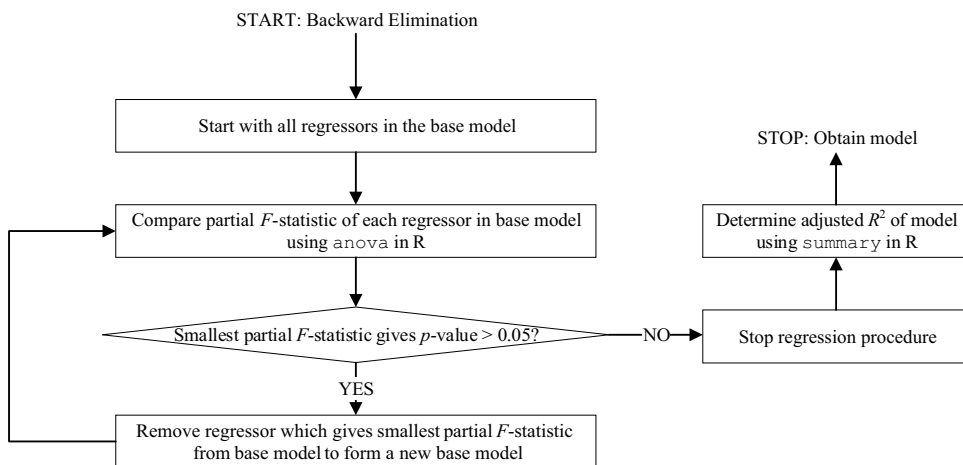 START: Backward Elimination
Start with all regressors in the base model
Compare partial F-statistic of each regressor in base model
using anova in R
Smallest partial F-statistic gives p-value > 0.05?
YES
Remove regressor which gives smallest partial F-statistic
from base model to form a new base model
NO
Stop regression procedure
Determine adjusted R² of model
using summary in R
STOP: Obtain model